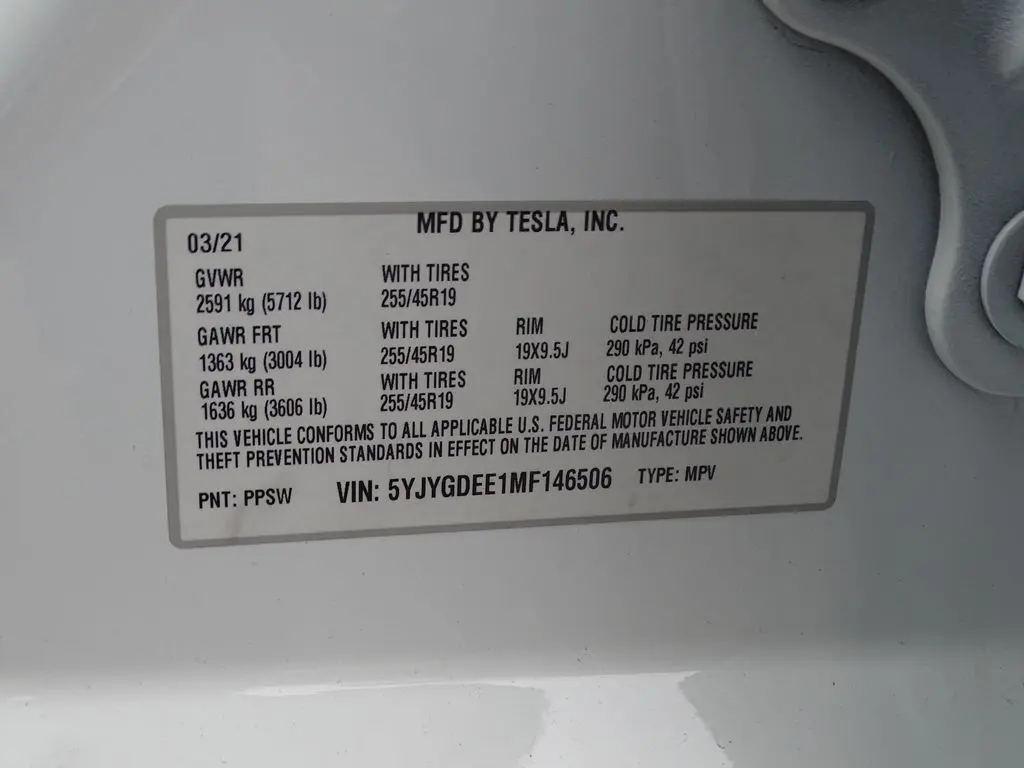 MFD BY TESLA, INC.
03/21
GVWR WITH TIRES
2591 kg (5712 lb) 255/45R19
GAWR FRT WITH TIRES RIM COLD TIRE PRESSURE
1363 kg (3004 lb) 255/45R19 19X9.5J 290 kPa, 42 psi
GAWR RR WITH TIRES RIM COLD TIRE PRESSURE
1636 kg (3606 lb) 255/45R19 19X9.5J 290 kPa, 42 psi
THIS VEHICLE CONFORMS TO ALL APPLICABLE U.S. FEDERAL MOTOR VEHICLE SAFETY AND
THEFT PREVENTION STANDARDS IN EFFECT ON THE DATE OF MANUFACTURE SHOWN ABOVE.
PNT: PPSW VIN: 5YJYGDEE1MF146506 TYPE: MPV